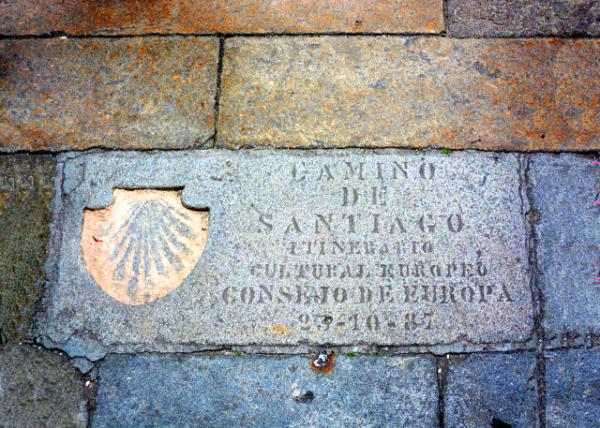 CAMINO
DE
SANTIAGO
ITINERARIO
CULTURAL EUROPEO
CONSEJO DE EUROPA
23-10-87